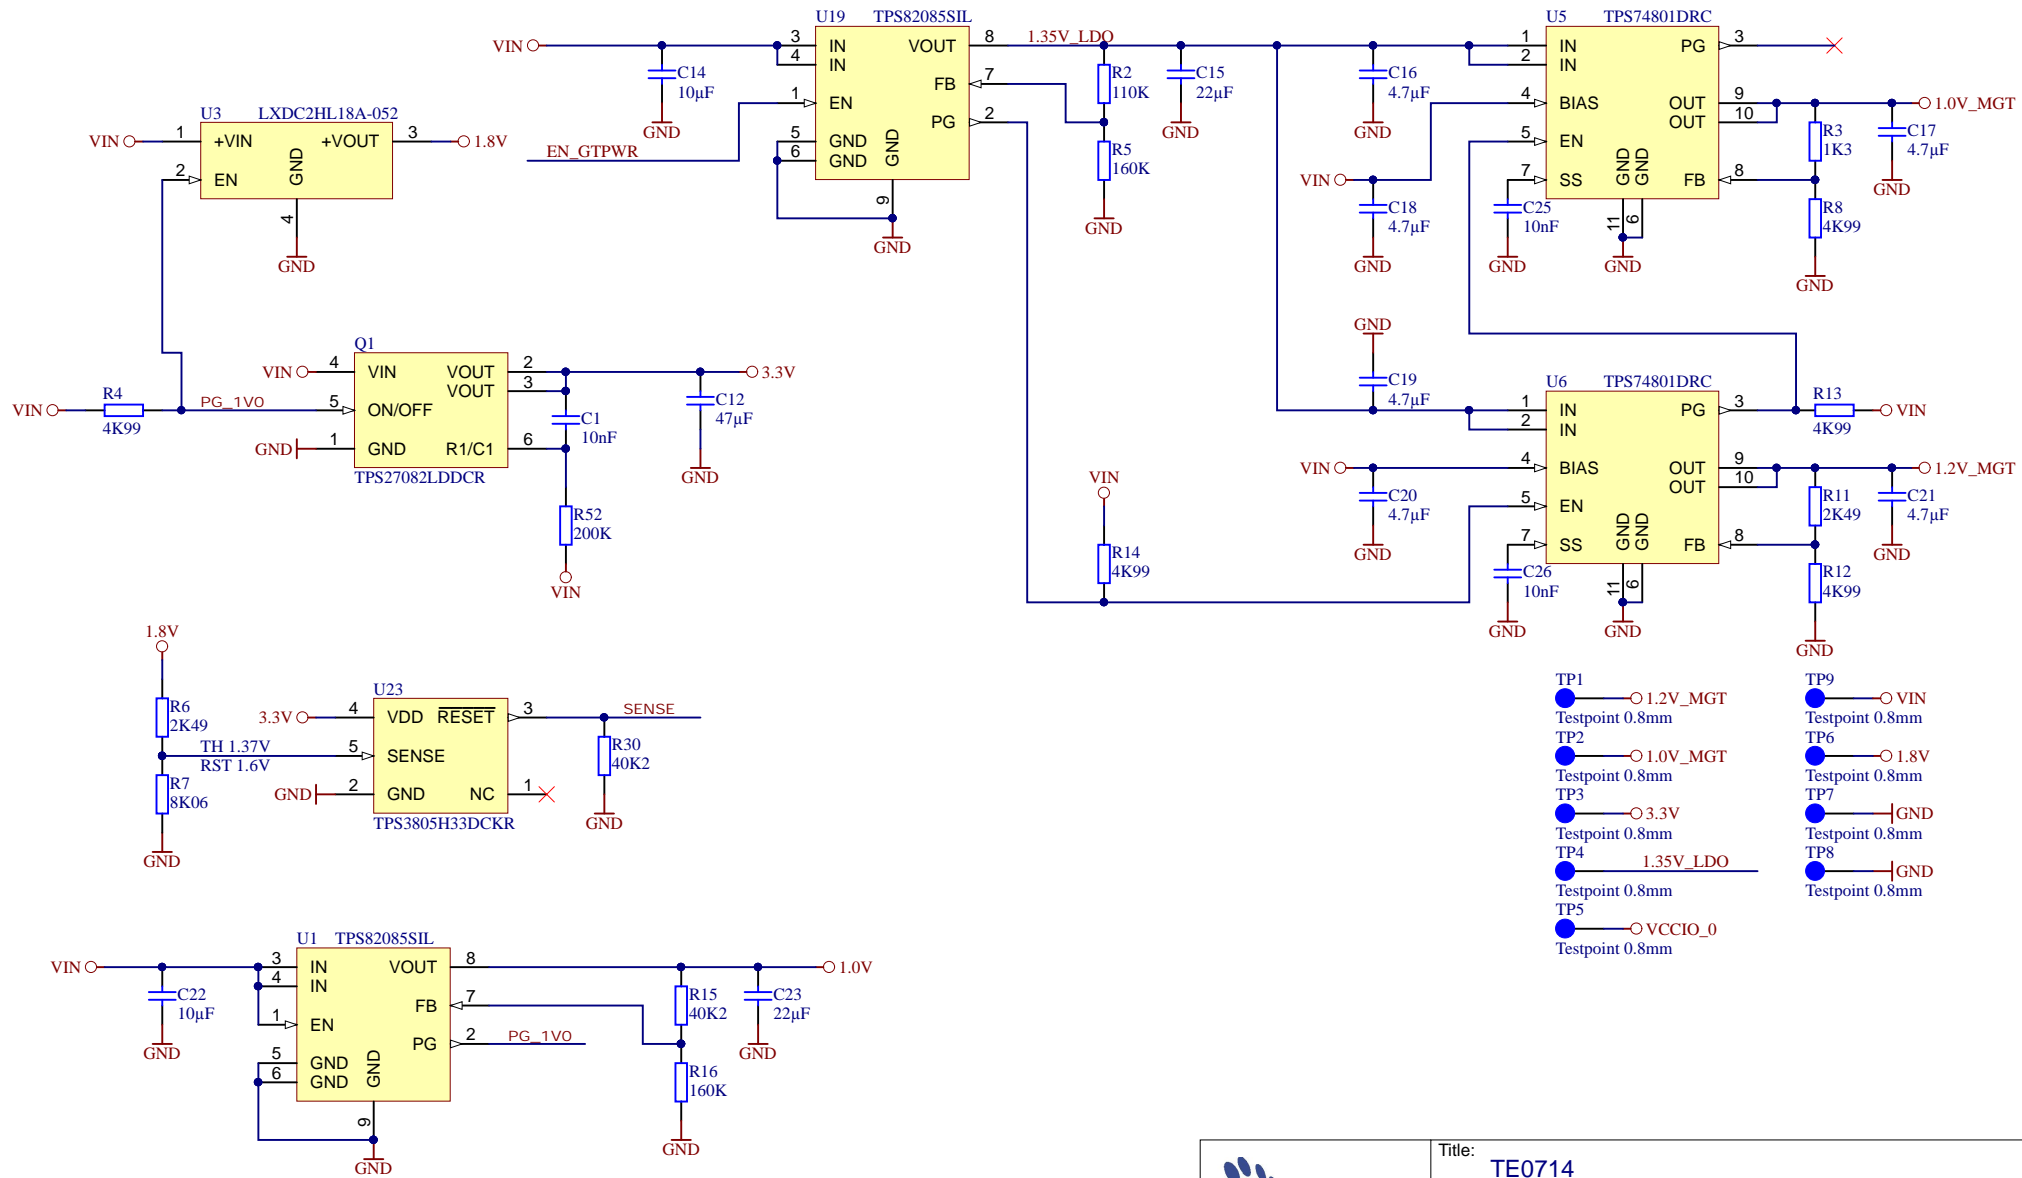 U3 LXDC2HL18A-052
VIN 1 +VIN +VOUT 3 1.8V
2 EN GND
4
GND
Q1
VIN 4 VIN VOUT 2 3.3V
VOUT 3
R4
VIN PG_1V0 5 ON/OFF
4K99
C1
10nF
C12
47µF
GND 1 GND R1/C1 6
TPS27082LDDCR
GND
R52
200K
VIN
1.8V
R6
2K49
TH 1.37V
RST 1.6V
R7
8K06
GND
U23
3.3V 4 VDD RESET 3 SENSE
5 SENSE
GND 2 GND NC 1
TPS3805H33DCKR
R30
40K2
GND
U1 TPS82085SIL
VIN 3 IN VOUT 8 1.0V
4 IN
C22
10µF
GND
FB 7
1 EN
PG 2 PG_1V0
5 GND
6 GND
GND
9
GND
R15
40K2
C23
22µF
GND
R16
160K
GND
U19 TPS82085SIL
VIN 3 IN VOUT 8 1.35V_LDO
4 IN
C14
10µF
GND
FB 7
1 EN
EN_GTPWR
PG 2
5 GND
6 GND
GND
9
GND
R2
110K
C15
22µF
GND
R5
160K
GND
C16
4.7µF
GND
U5 TPS74801DRC
1 IN PG 3
2 IN
4 BIAS OUT 9 1.0V_MGT
OUT 10
5 EN
7 SS FB 8
GND
GND
11
6
GND
VIN
C18
4.7µF
GND
C25
10nF
GND
R3
1K3
C17
4.7µF
GND
R8
4K99
GND
GND
C19
4.7µF
U6 TPS74801DRC
1 IN PG 3
2 IN
R13
4K99
VIN
VIN 4 BIAS OUT 9 1.2V_MGT
OUT 10
C20
4.7µF
GND
5 EN
7 SS FB 8
GND
GND
11
6
GND
C26
10nF
GND
R11
2K49
C21
4.7µF
GND
R12
4K99
GND
VIN
R14
4K99
TP1
1.2V_MGT
Testpoint 0.8mm
TP2
1.0V_MGT
Testpoint 0.8mm
TP3
3.3V
Testpoint 0.8mm
TP4
1.35V_LDO
Testpoint 0.8mm
TP5
VCCIO_0
Testpoint 0.8mm
TP9
VIN
Testpoint 0.8mm
TP6
1.8V
Testpoint 0.8mm
TP7
GND
Testpoint 0.8mm
TP8
GND
Testpoint 0.8mm
Title:
TE0714